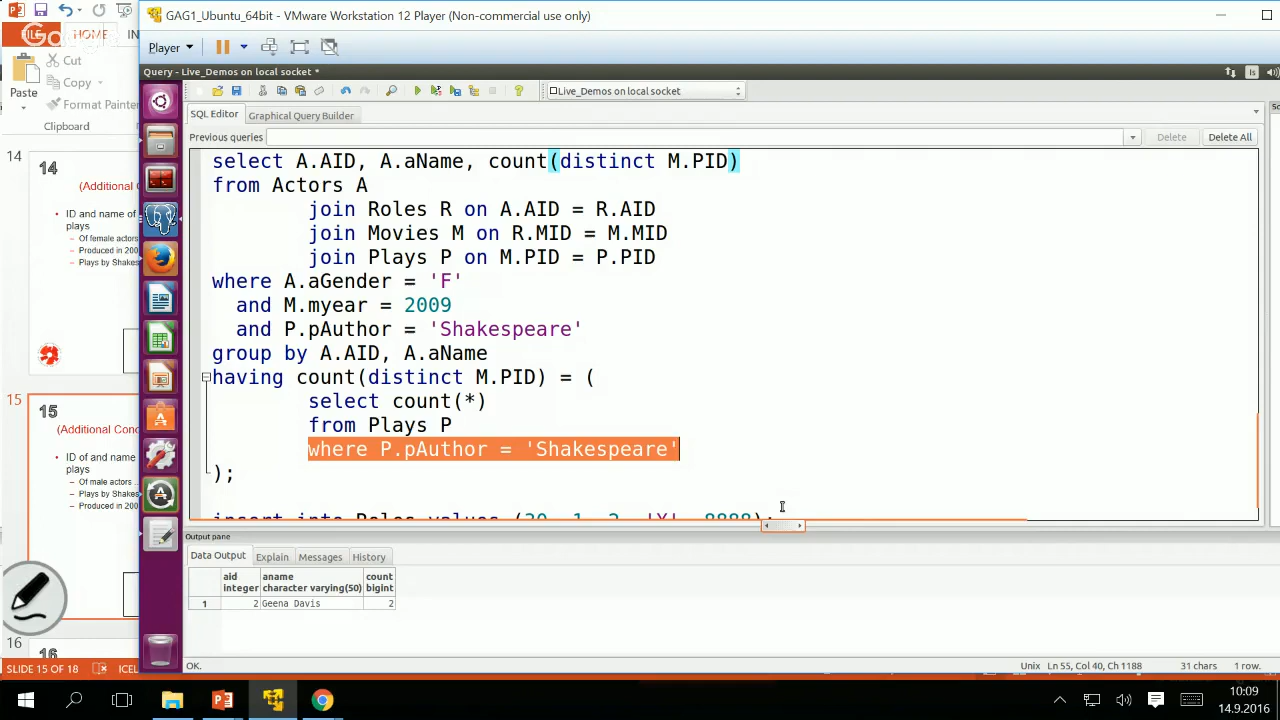 GAG1_Ubuntu_64bit - VMware Workstation 12 Player (Non-commercial use only)
FILE HOME IN
Player
Cut
Copy
Paste
Format Painter
Clipboard
Query - Live_Demos on local socket *
Is
Live_Demos on local socket
SQL Editor Graphical Query Builder
Previous queries Delete Delete All
14
(Additional Co
ID and name of
plays
Of female actors
Produced in 200
Plays by Shakes
15
(Additional Conc
ID of and name
plays
Of male actors ...
Plays by Shakes
Produced in 200
16
select A.AID, A.aName, count(distinct M.PID)
from Actors A
join Roles R on A.AID = R.AID
join Movies M on R.MID = M.MID
join Plays P on M.PID = P.PID
where A.aGender = 'F'
and M.myear = 2009
and P.pAuthor = 'Shakespeare'
group by A.AID, A.aName
having count(distinct M.PID) = (
select count(*)
from Plays P
where P.pAuthor = 'Shakespeare'
);
insert into Roles values (30, 1, 2, 'X', 8888);
Output pane
Data Output Explain Messages History
aid aname count
integer character varying(50) bigint
1 2 Geena Davis 2
OK. Unix Ln 55, Col 40, Ch 1188 31 chars 1 row.
SLIDE 15 OF 18 ICEL
10:09
14.9.2016